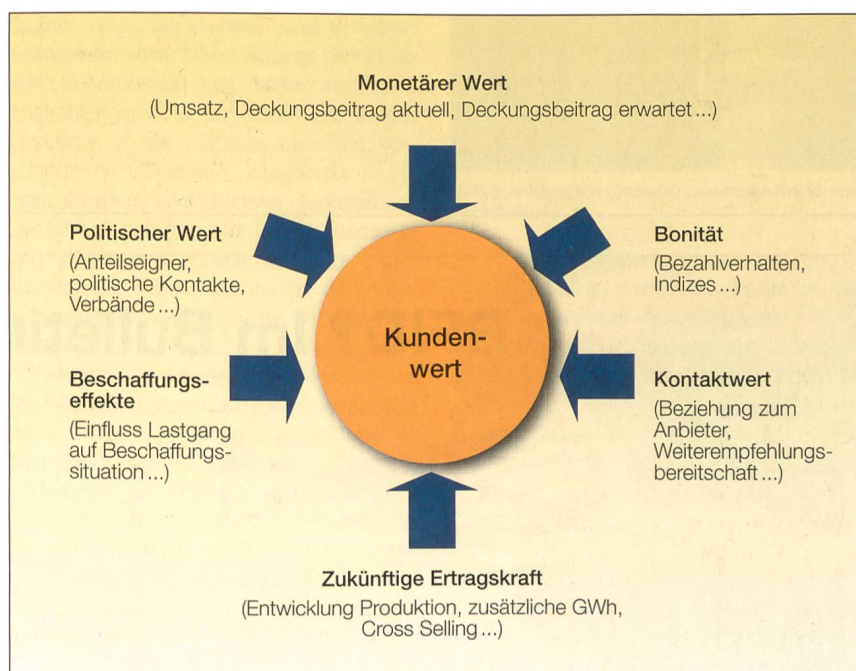 Monetärer Wert
(Umsatz, Deckungsbeitrag aktuell, Deckungsbeitrag erwartet ...)
Politischer Wert
(Anteilseigner,
politische Kontakte,
Verbände ...)
Bonität
(Bezahlverhalten,
Indizes ...)
Kunden-
wert
Beschaffungs-
effekte
(Einfluss Lastgang
auf Beschaffungs-
situation ...)
Kontaktwert
(Beziehung zum
Anbieter,
Weiterempfehlungs-
bereitschaft ...)
Zukünftige Ertragskraft
(Entwicklung Produktion, zusätzliche GWh,
Cross Selling ...)